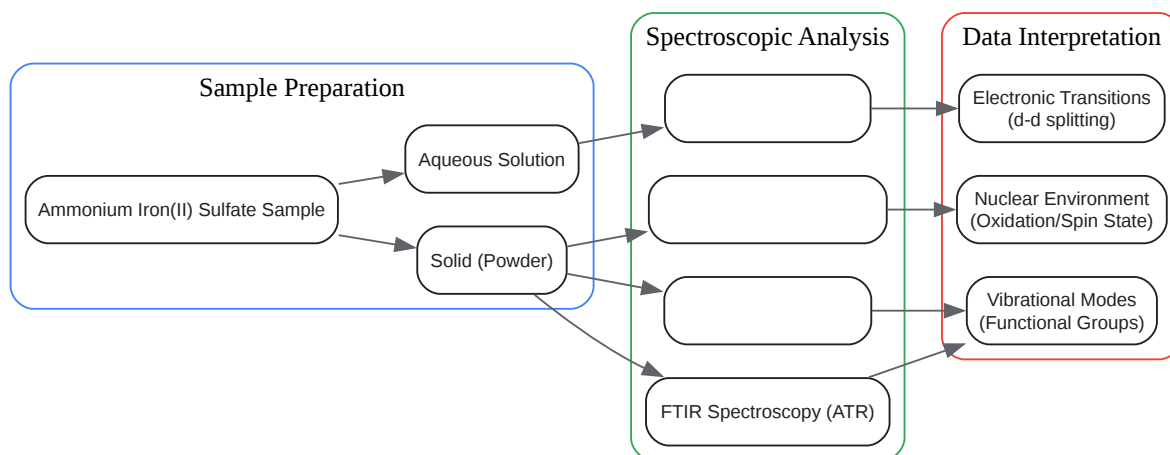 Sample Preparation
Spectroscopic Analysis
Data Interpretation
Ammonium Iron(II) Sulfate Sample
Aqueous Solution
Solid (Powder)
FTIR Spectroscopy (ATR)
Electronic Transitions
(d-d splitting)
Nuclear Environment
(Oxidation/Spin State)
Vibrational Modes
(Functional Groups)